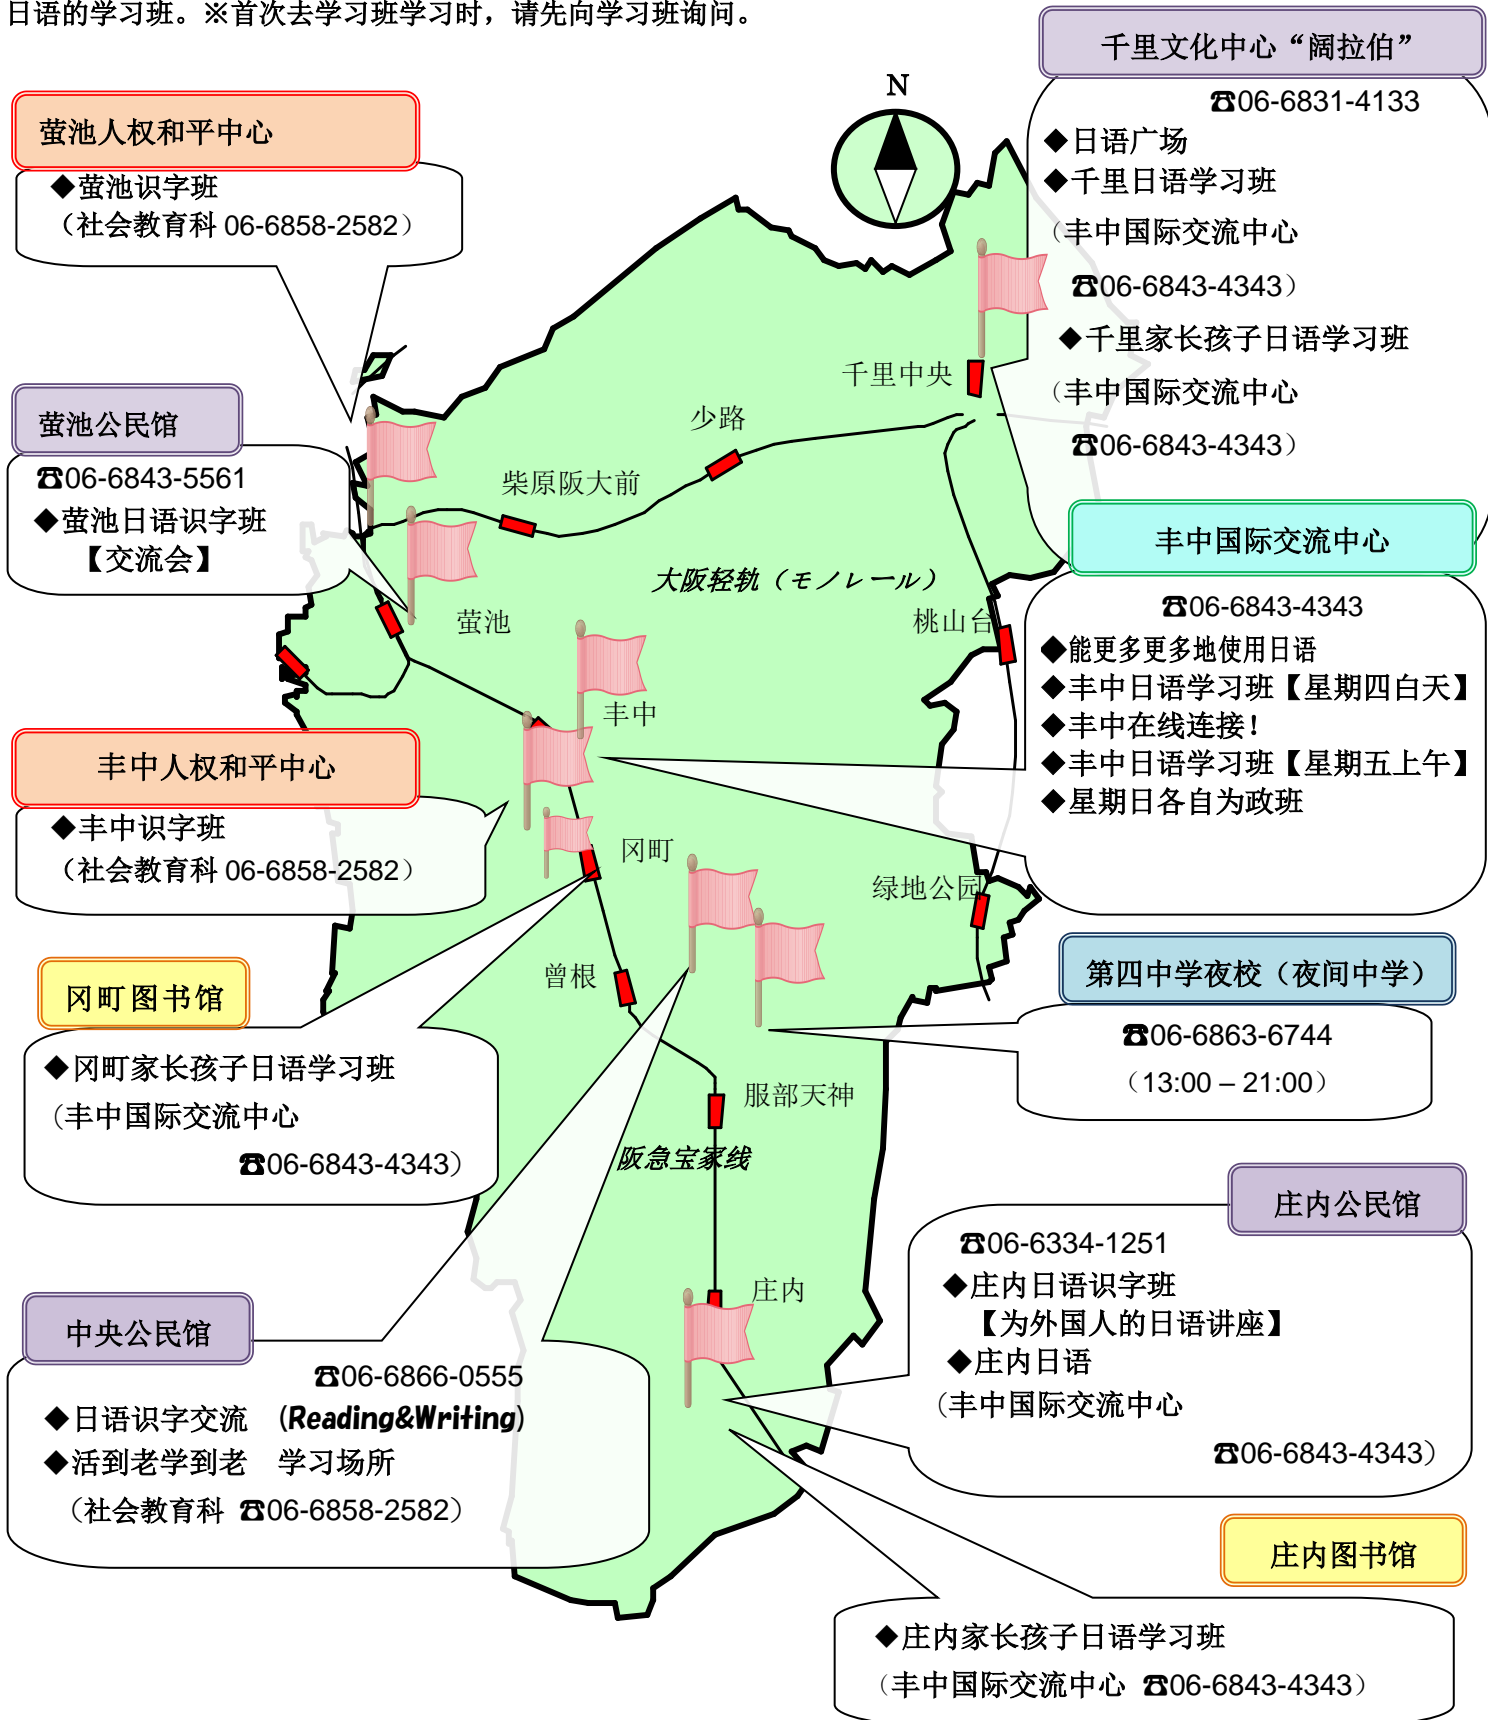 日语的学习班。※首次去学习班学习时，请先向学习班询问。
千里文化中心“阔拉伯”
☎06-6831-4133
◆日语广场
◆千里日语学习班
（丰中国际交流中心
☎06-6843-4343）
◆千里家长孩子日语学习班
（丰中国际交流中心
☎06-6843-4343）
N
萤池人权和平中心
◆萤池识字班
（社会教育科 06-6858-2582）
萤池公民馆
☎06-6843-5561
◆萤池日语识字班
【交流会】
千里中央
少路
柴原阪大前
大阪轻轨（モノレール）
萤池
桃山台
丰中
冈町
绿地公园
曾根
服部天神
阪急宝冢线
庄内
丰中国际交流中心
☎06-6843-4343
◆能更多更多地使用日语
◆丰中日语学习班【星期四白天】
◆丰中在线连接！
◆丰中日语学习班【星期五上午】
◆星期日各自为政班
丰中人权和平中心
◆丰中识字班
（社会教育科 06-6858-2582）
冈町图书馆
◆冈町家长孩子日语学习班
（丰中国际交流中心
☎06-6843-4343）
第四中学夜校（夜间中学）
☎06-6863-6744
（13:00 – 21:00）
庄内公民馆
☎06-6334-1251
◆庄内日语识字班
【为外国人的日语讲座】
◆庄内日语
（丰中国际交流中心
☎06-6843-4343）
中央公民馆
☎06-6866-0555
◆日语识字交流 (Reading&Writing)
◆活到老学到老 学习场所
（社会教育科 ☎06-6858-2582）
庄内图书馆
◆庄内家长孩子日语学习班
（丰中国际交流中心 ☎06-6843-4343）